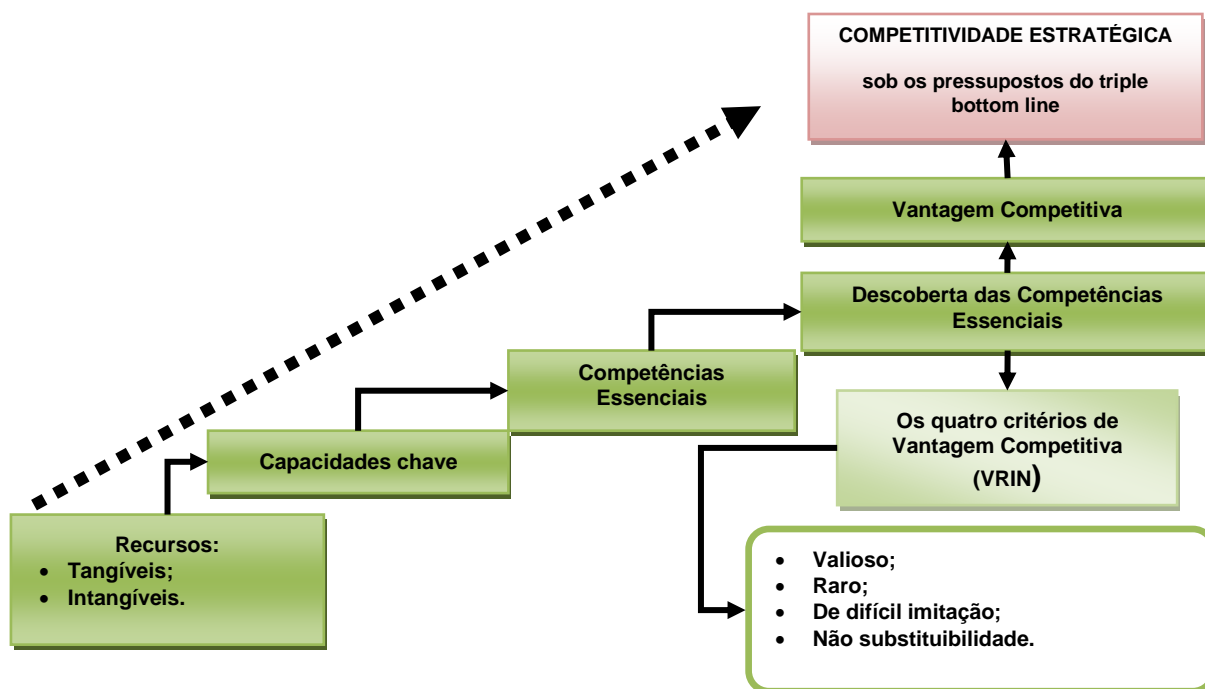 COMPETITIVIDADE ESTRATÉGICA
sob os pressupostos do triple
bottom line
Vantagem Competitiva
Descoberta das Competências
Essenciais
Competências
Essenciais
Os quatro critérios de
Vantagem Competitiva
(VRIN)
Capacidades chave
Recursos:
• Tangíveis;
• Intangíveis.
• Valioso;
• Raro;
• De difícil imitação;
• Não substituibilidade.